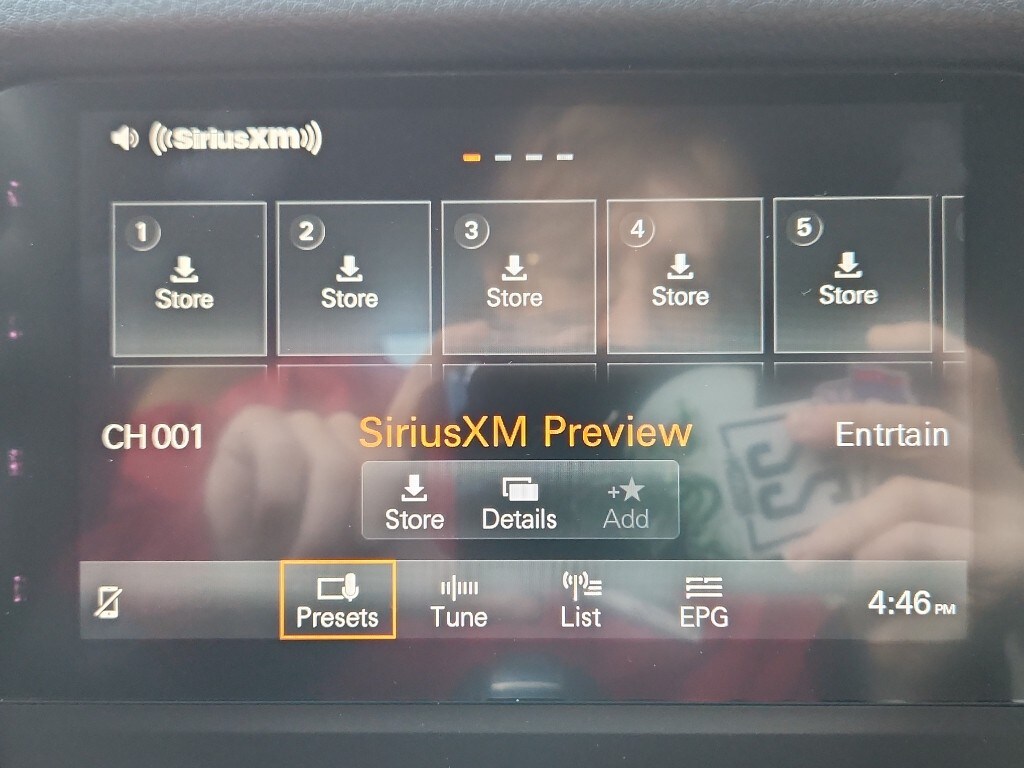 ((SiriusXM))
1 2 3 4 5
Store Store Store Store Store
CH 001 SiriusXM Preview Entrtain
Store Details +★ Add
Presets Tune List EPG 4:46 PM